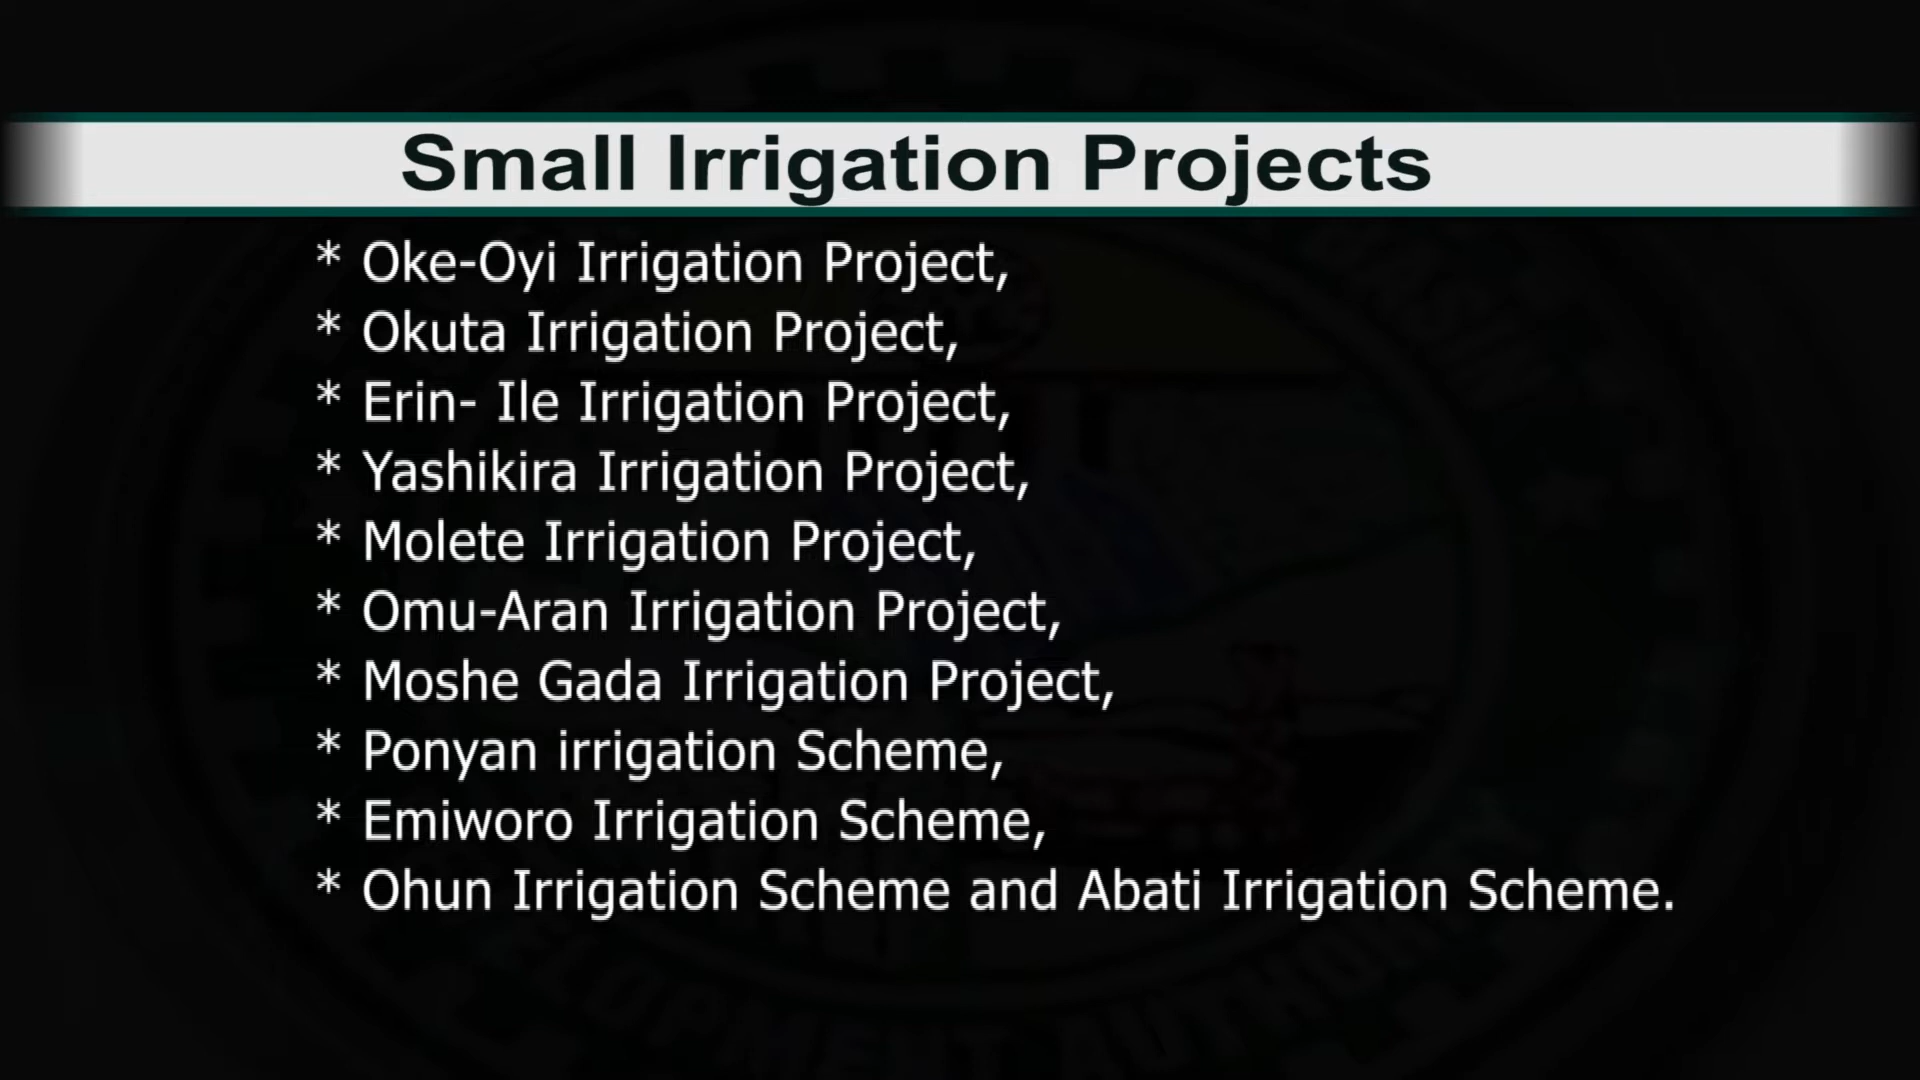 Small Irrigation Projects
* Oke-Oyi Irrigation Project,
* Okuta Irrigation Project,
* Erin- Ile Irrigation Project,
* Yashikira Irrigation Project,
* Molete Irrigation Project,
* Omu-Aran Irrigation Project,
* Moshe Gada Irrigation Project,
* Ponyan irrigation Scheme,
* Emiworo Irrigation Scheme,
* Ohun Irrigation Scheme and Abati Irrigation Scheme.